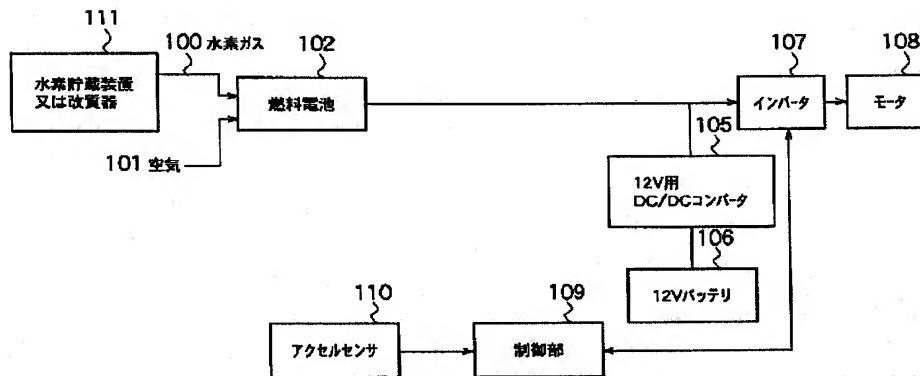 111
水素貯蔵装置
又は改質器
100 水素ガス
101 空気
102
燃料電池
107
インバータ
108
モータ
105
12V用
DC/DCコンバータ
106
12Vバッテリ
110
アクセルセンサ
109
制御部